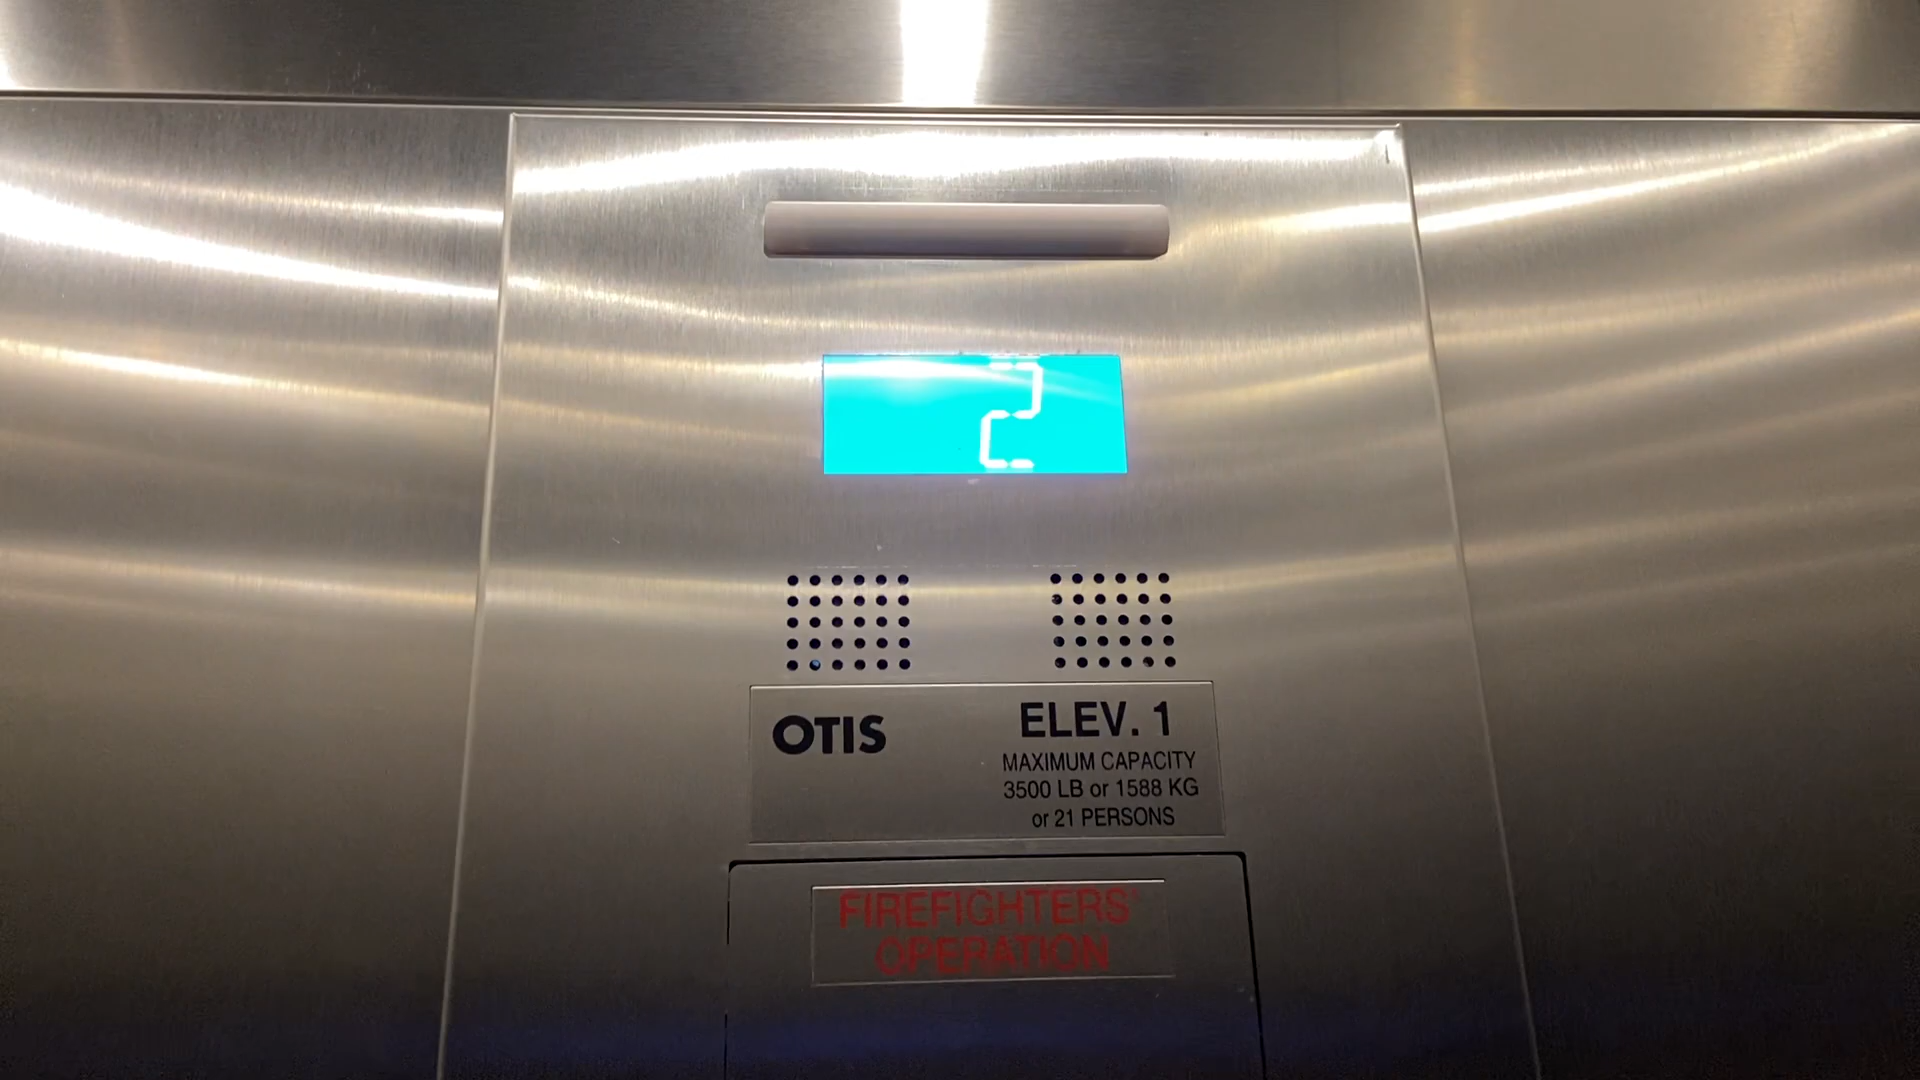 2
OTIS
ELEV. 1
MAXIMUM CAPACITY
3500 LB or 1588 KG
or 21 PERSONS
FIREFIGHTERS'
OPERATION